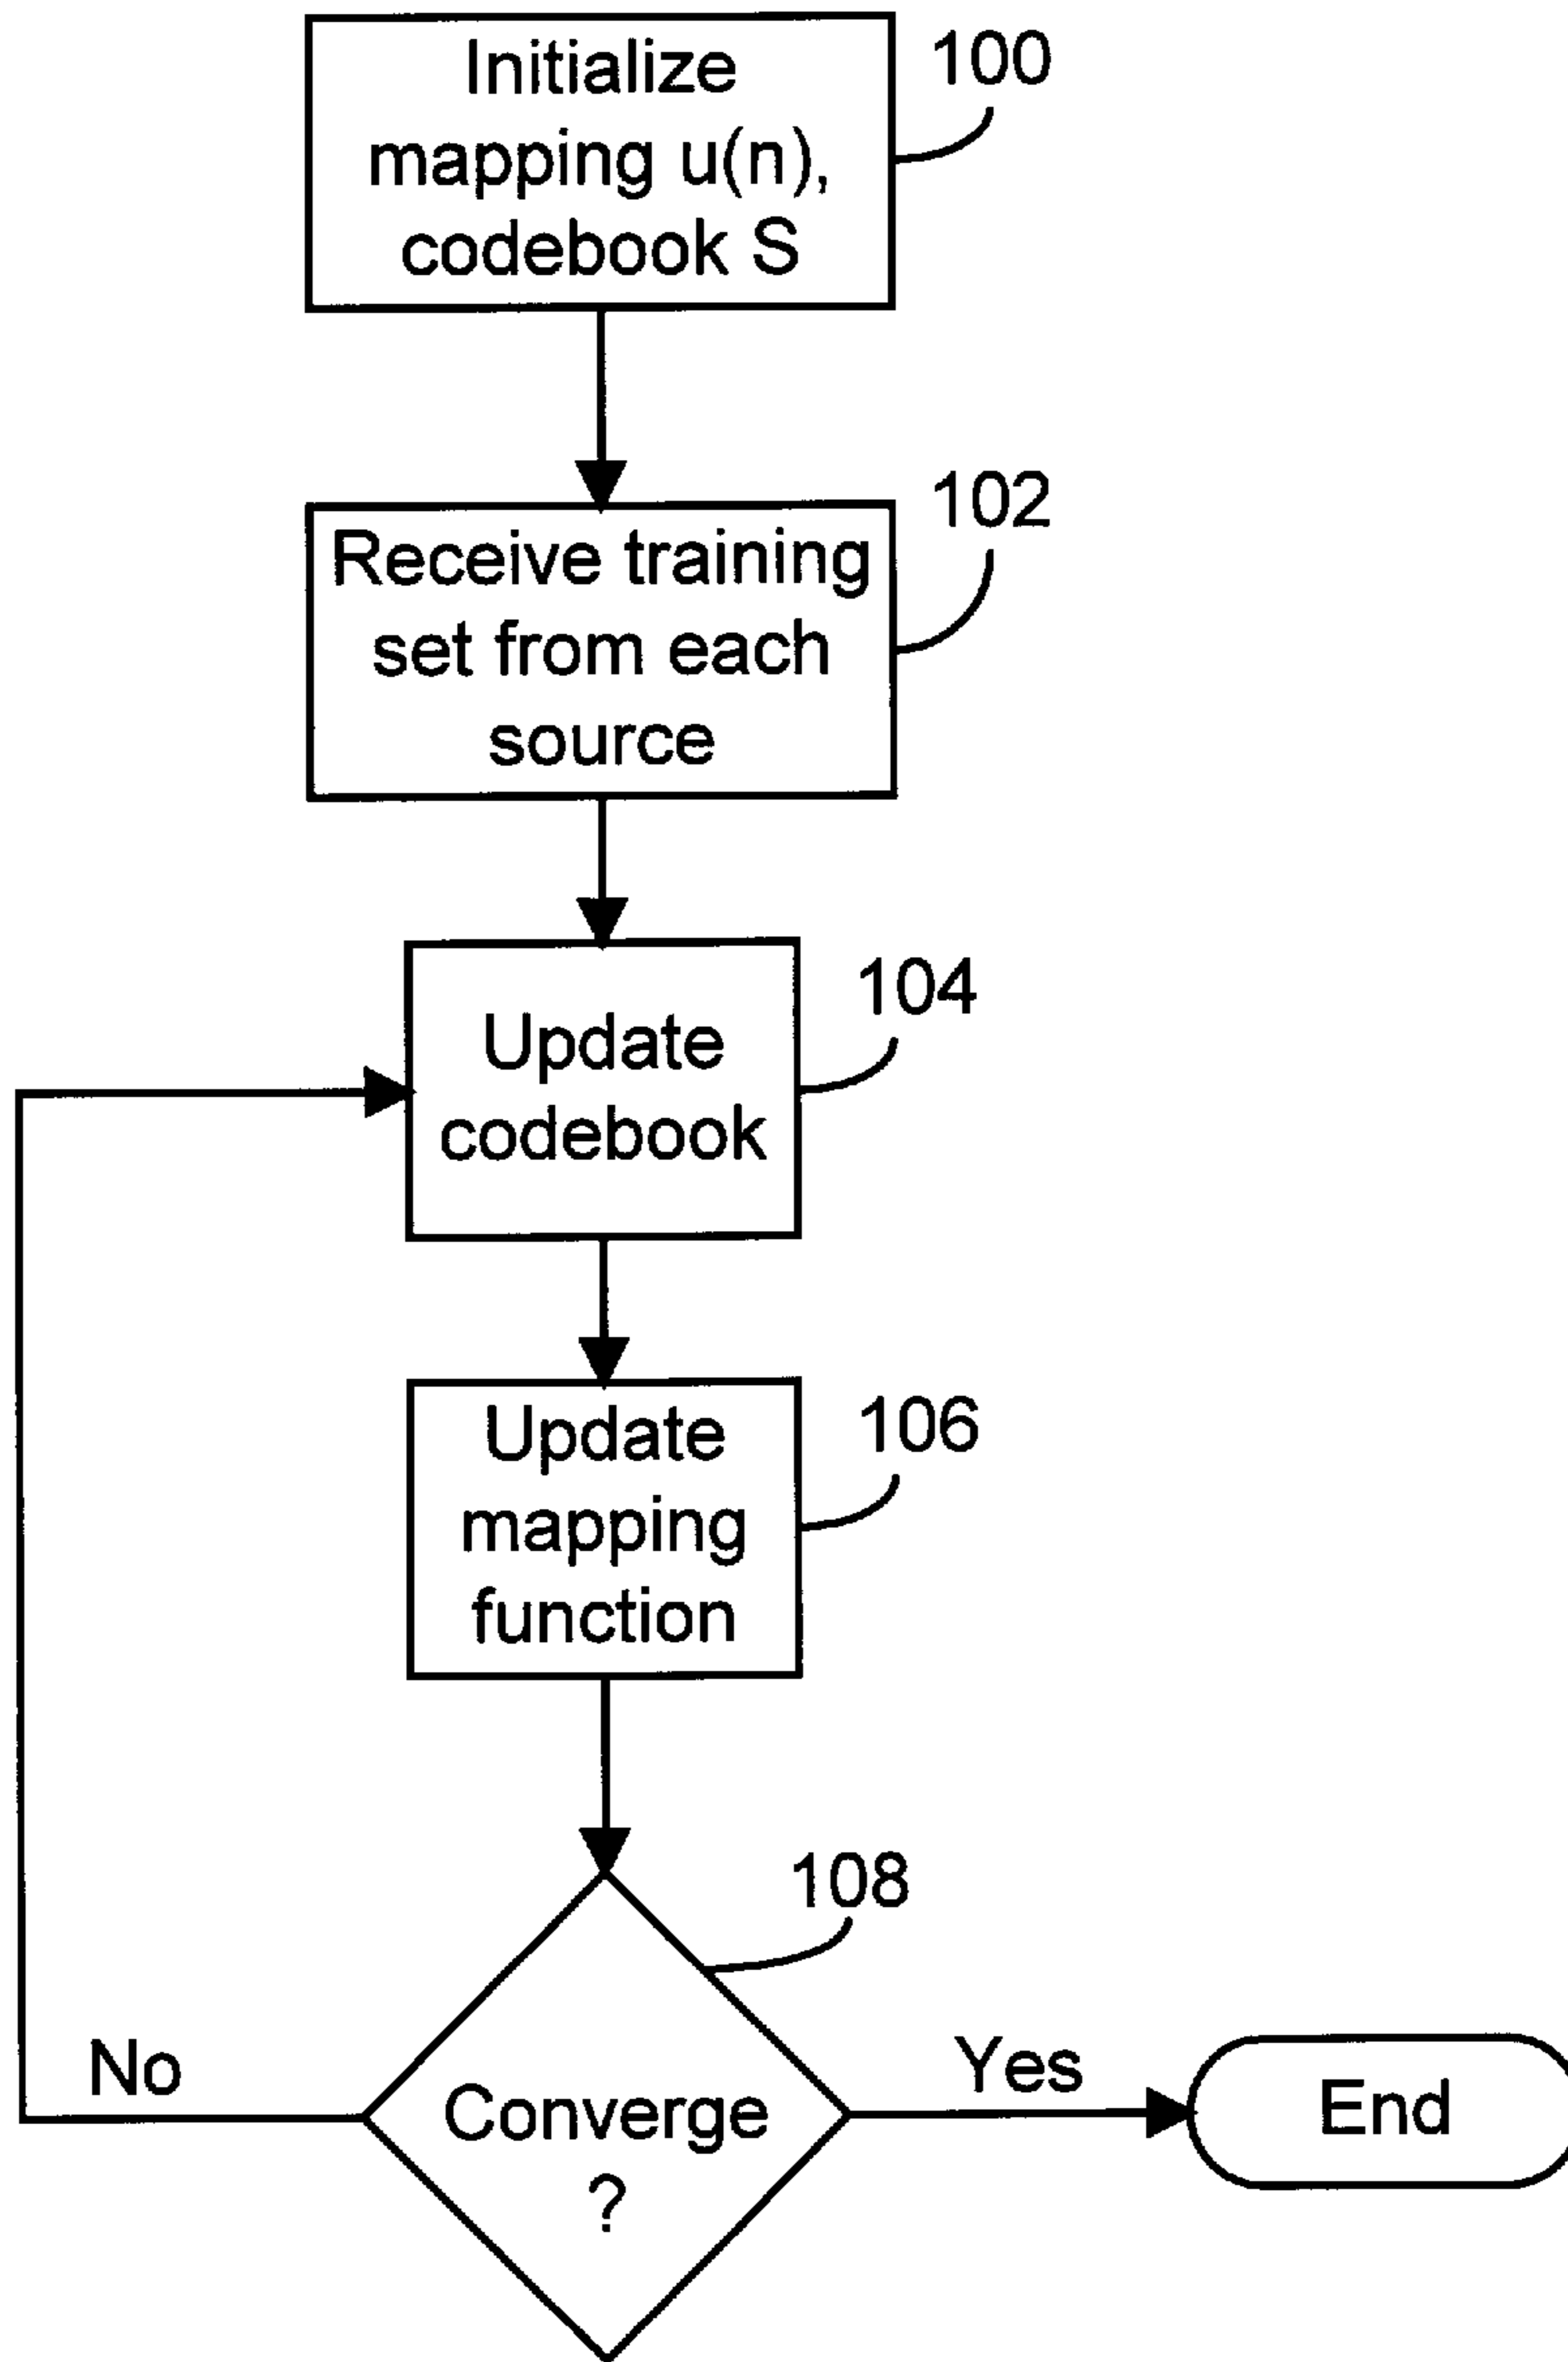 Initialize
mapping u(n),
codebook S
100
Receive training
set from each
source
102
Update
codebook
104
Update
mapping
function
106
Converge
?
108
No
Yes
End